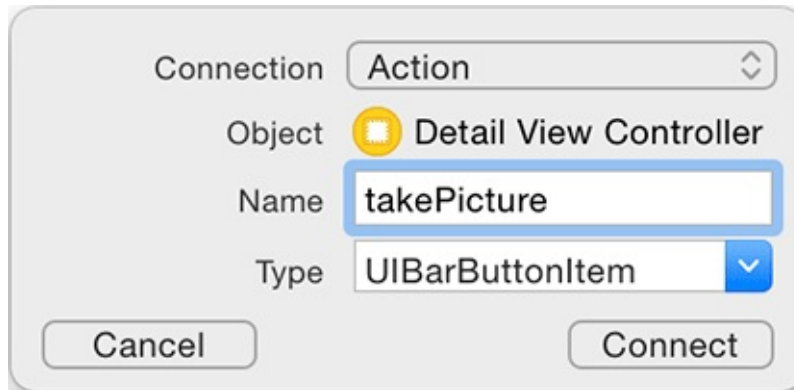 Connection Action
Object Detail View Controller
Name takePicture
Type UIBarButtonItem
Cancel Connect